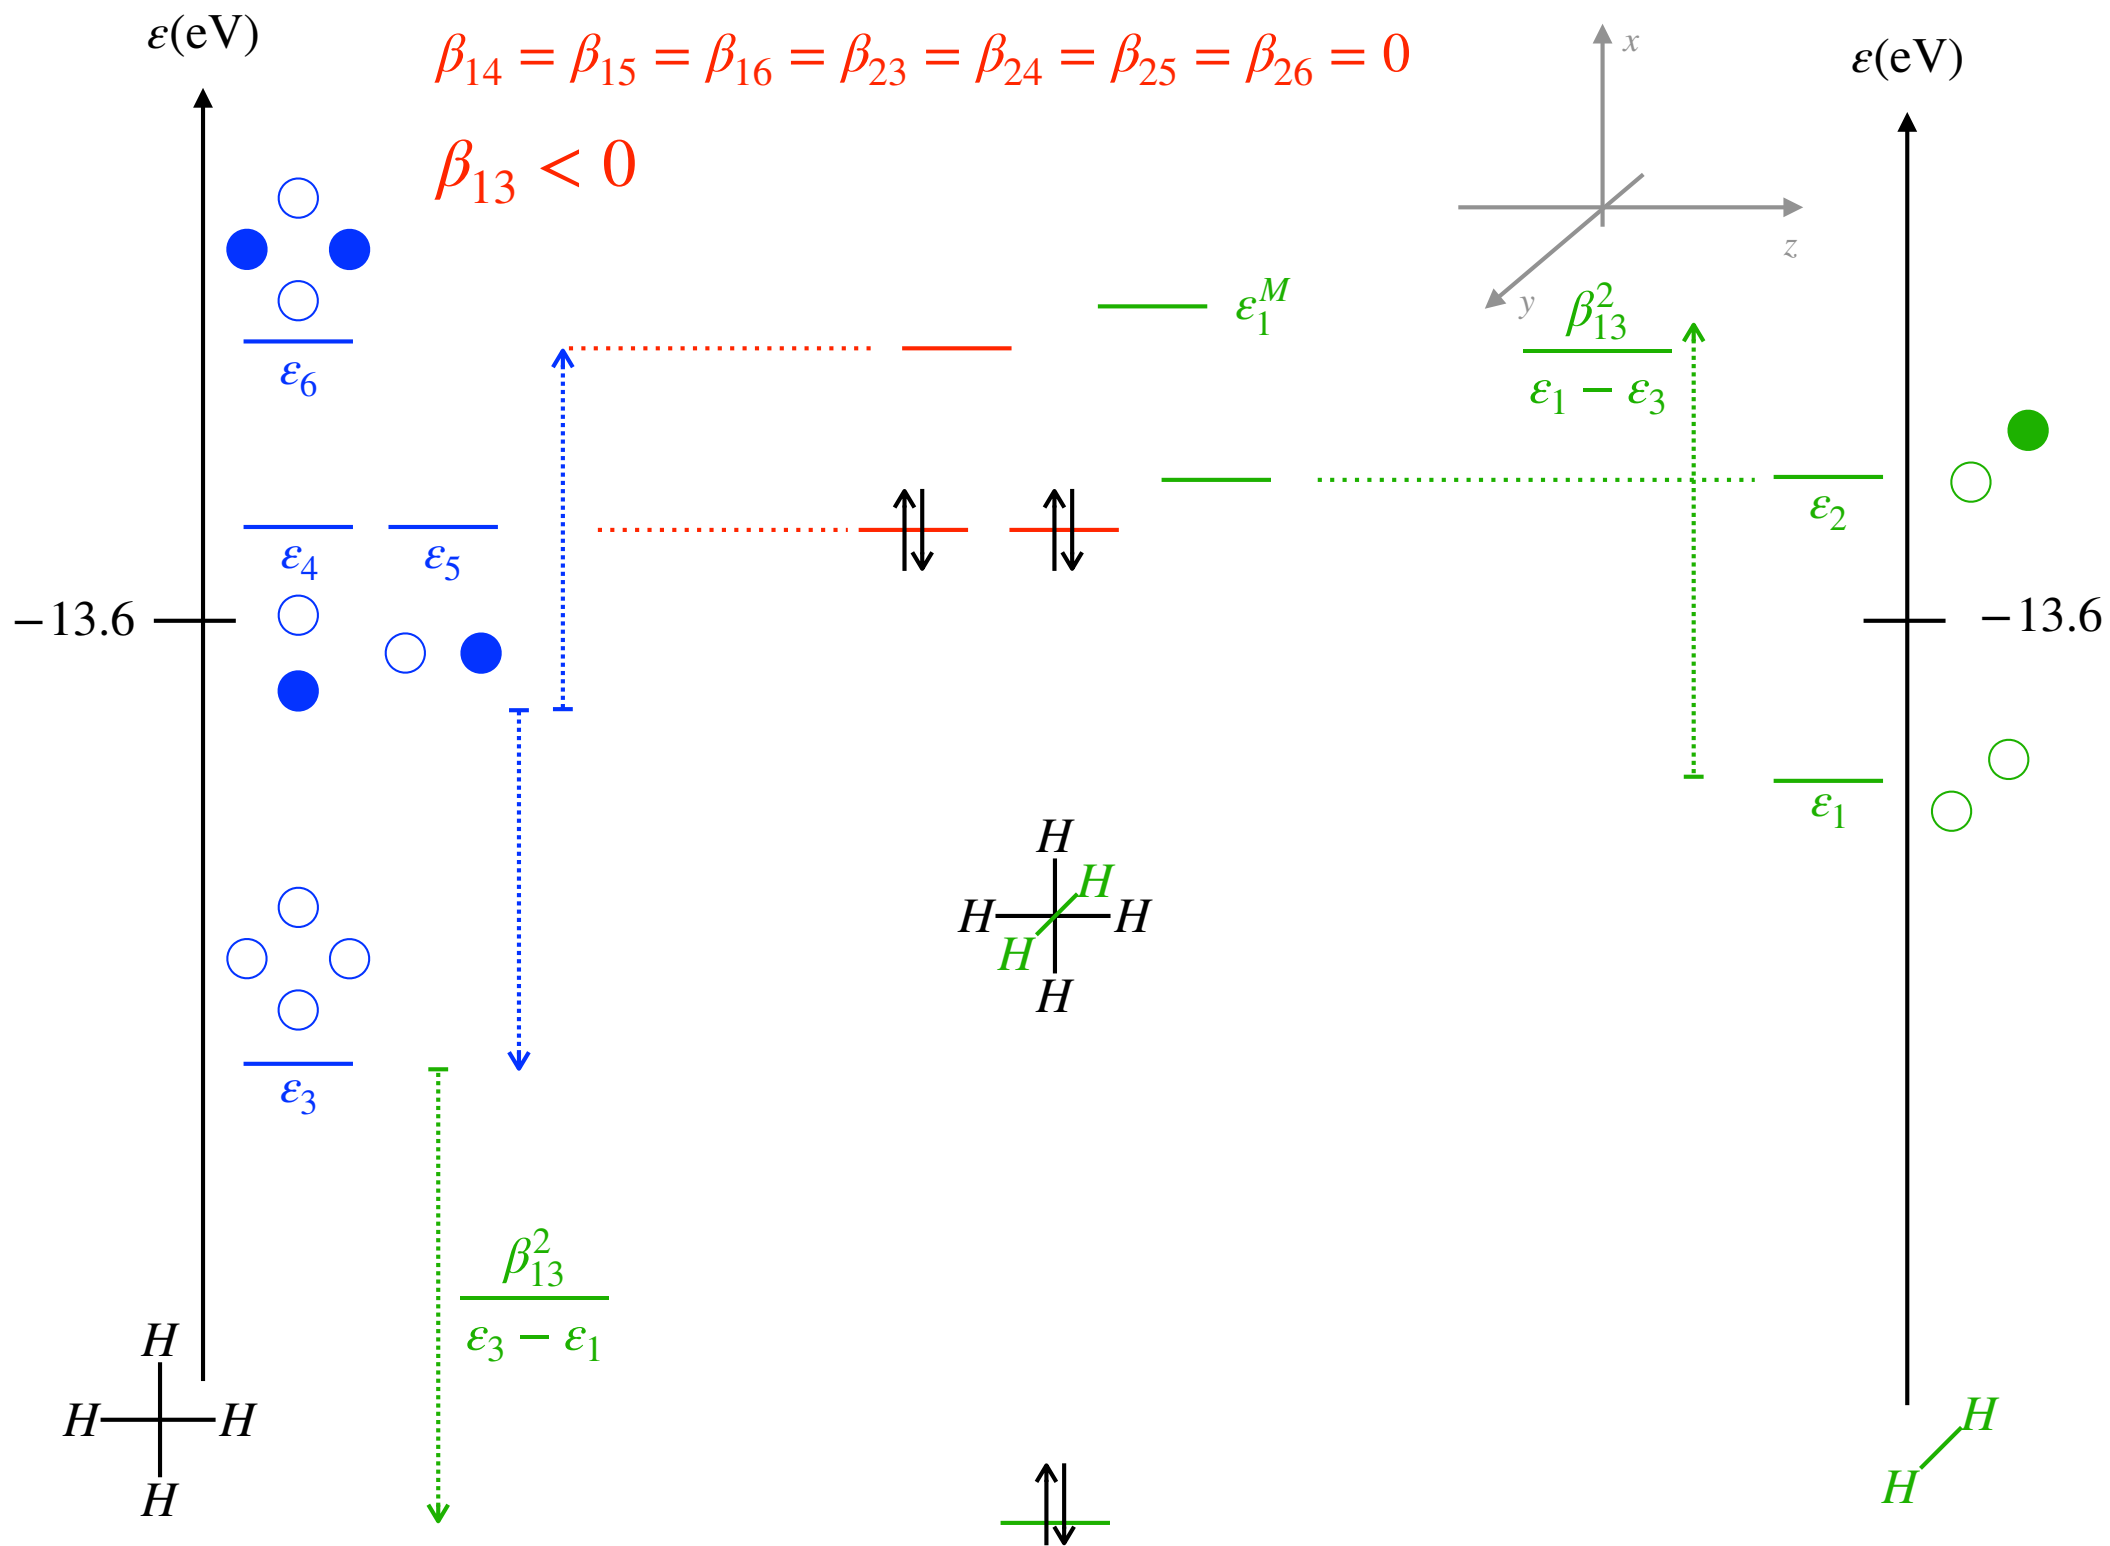 ε(eV)
β₁₄ = β₁₅ = β₁₆ = β₂₃ = β₂₄ = β₂₅ = β₂₆ = 0
x
ε(eV)
β₁₃ < 0
z
y
ε₁ᴹ
β₁₃²
ε₁ − ε₃
ε₆
ε₂
ε₄
ε₅
−13.6
−13.6
ε₁
H
H
H H
H
H
ε₃
β₁₃²
ε₃ − ε₁
H
H H
H
H
H